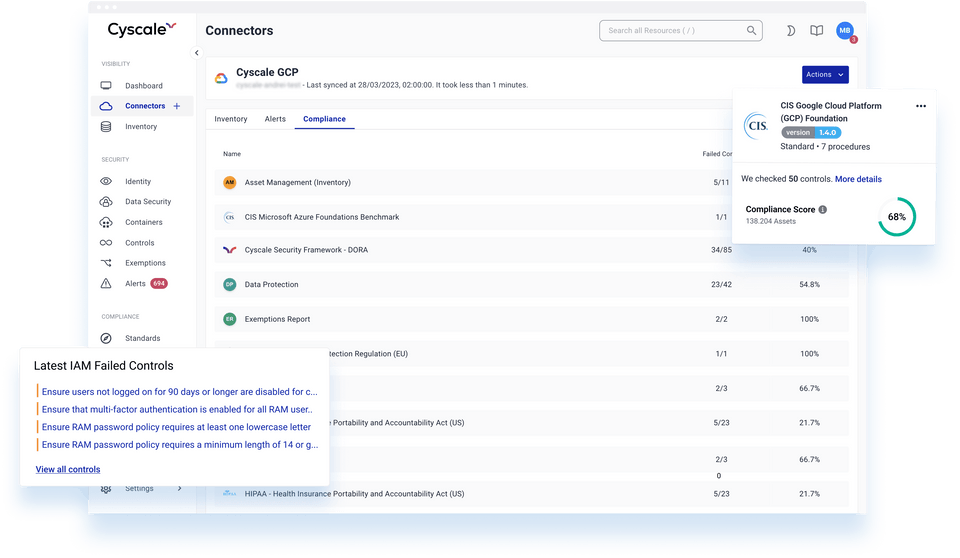 Cyscale
Connectors
Search all Resources ( / )
MB
3
VISIBILITY
Dashboard
Connectors +
Inventory
SECURITY
Identity
Data Security
Containers
Controls
Exemptions
Alerts 694
COMPLIANCE
Standards
Settings
Cyscale GCP
- Last synced at 28/03/2023, 02:00:00. It took less than 1 minutes.
Actions
Inventory Alerts Compliance
Name Failed Con
AM Asset Management (Inventory) 5/11
CIS CIS Microsoft Azure Foundations Benchmark 1/1
Cyscale Security Framework - DORA 34/85 40%
DP Data Protection 23/42 54.8%
ER Exemptions Report 2/2 100%
tection Regulation (EU) 1/1 100%
2/3 66.7%
e Portability and Accountability Act (US) 5/23 21.7%
2/3 66.7%
0
HIPAA - Health Insurance Portability and Accountability Act (US) 5/23 21.7%
CIS.
CIS Google Cloud Platform
(GCP) Foundation
version 1.4.0
Standard • 7 procedures
We checked 50 controls. More details
Compliance Score
138.204 Assets
68%
Latest IAM Failed Controls
Ensure users not logged on for 90 days or longer are disabled for c...
Ensure that multi-factor authentication is enabled for all RAM user..
Ensure RAM password policy requires at least one lowercase letter
Ensure RAM password policy requires a minimum length of 14 or g...
View all controls